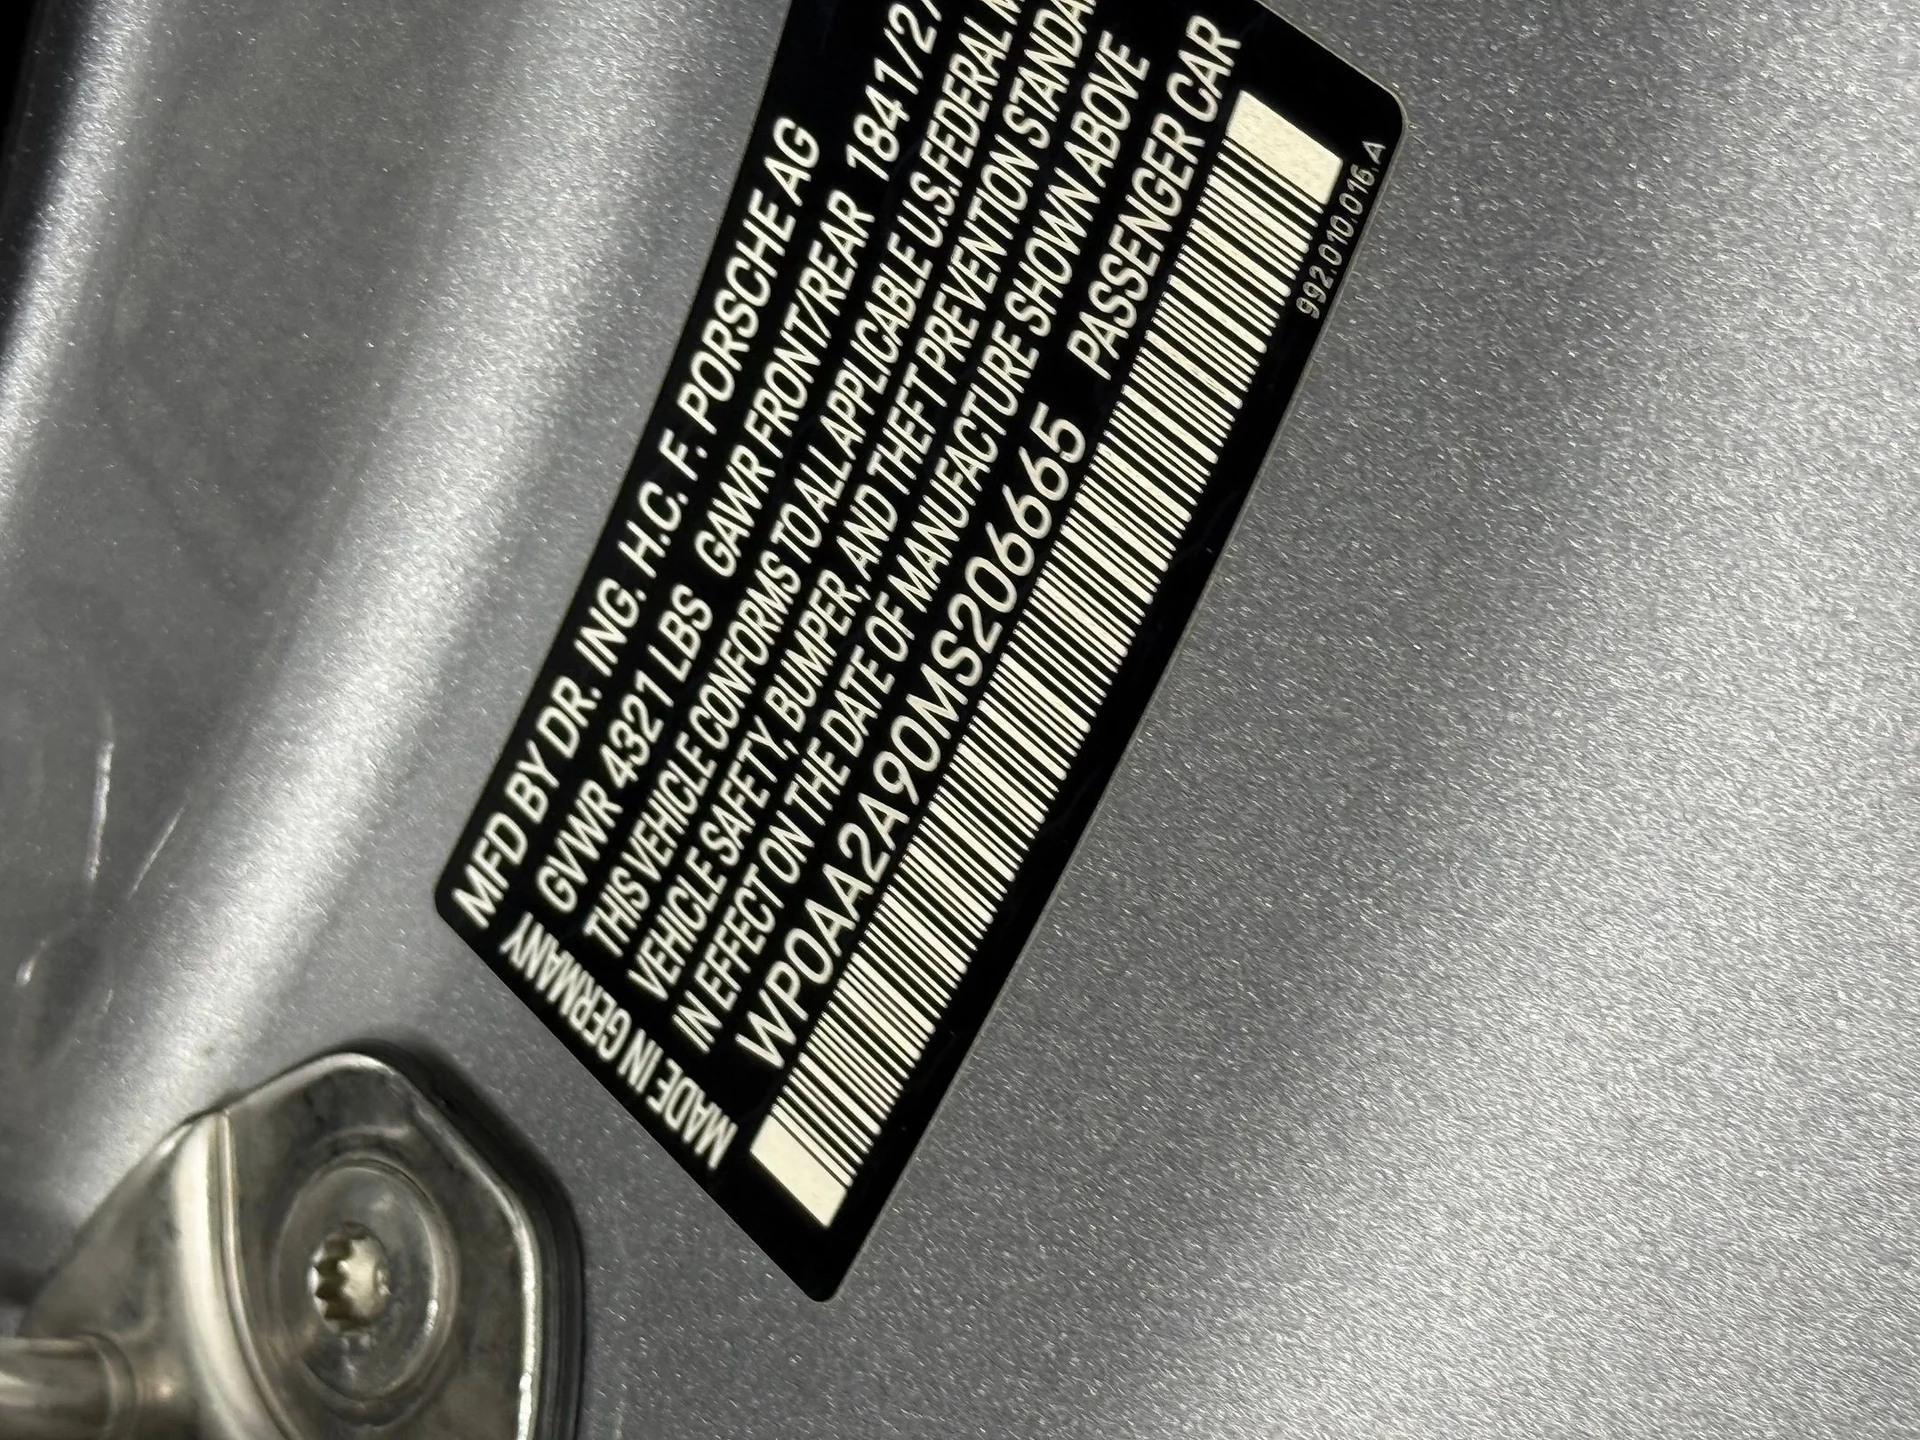 MFD BY DR. ING. H.C. F. PORSCHE AG
GVWR 4321 LBS GAWR FRONT/REAR 1841/
THIS VEHICLE CONFORMS TO ALL APPLICABLE U.S. FEDERAL
VEHICLE SAFETY, BUMPER, AND THEFT PREVENTION
IN EFFECT ON THE DATE OF MANUFACTURE SHOWN ABOVE
WP0AA2A90MS206665 PASSENGER CAR
MADE IN GERMANY
992.010.016.A